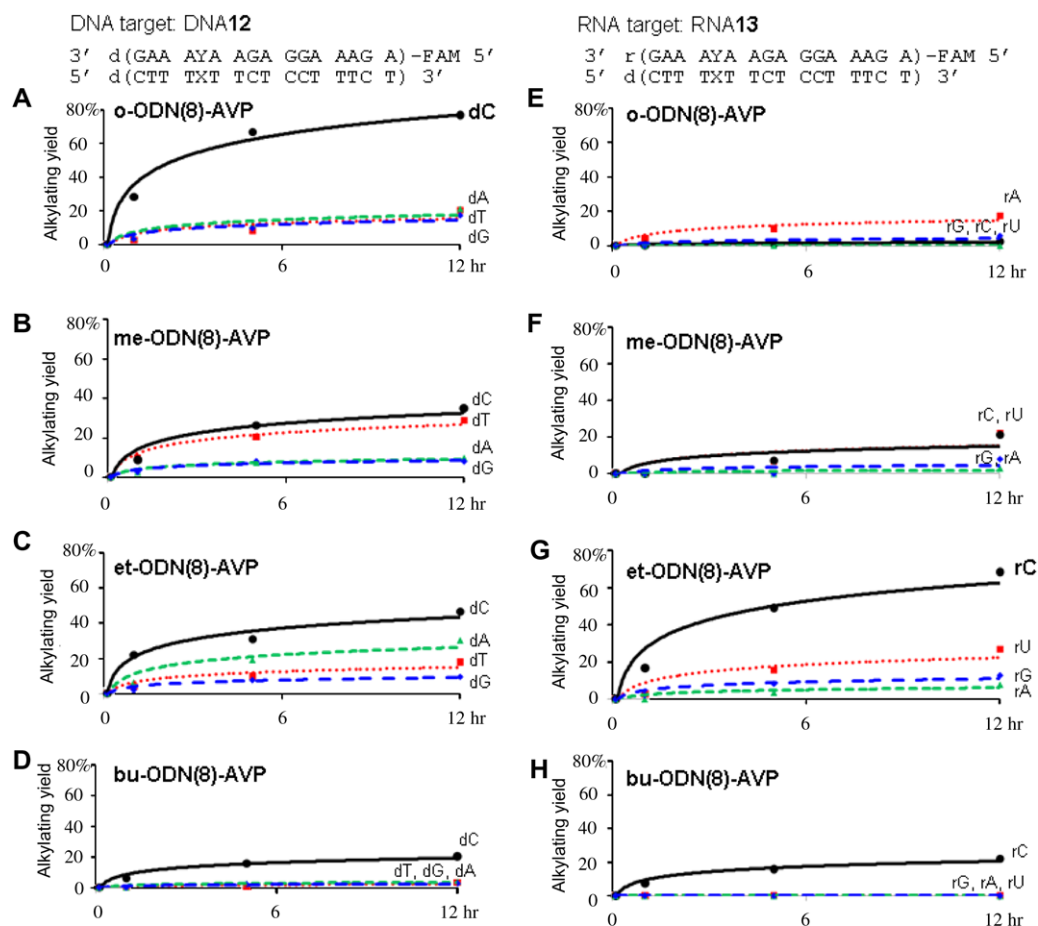 DNA target: DNA12
3' d(GAA AYA AGA GGA AAGA A)-FAM 5'
5' d(CTT TXT TCT CCT TTCT T) 3'
RNA target: RNA13
3' r(GAA AYA AGA GGA AAG A)-FAM 5'
5' d(CTT TXT TCT CCT TTC T) 3'
A
o-ODN(8)-AVP
Alkylating yield
80%
60
40
20
0
0
6
12 hr
dC
dA
dT
dG
E
o-ODN(8)-AVP
Alkylating yield
80%
60
40
20
0
0
6
12 hr
rA
rG, rC, rU
B
me-ODN(8)-AVP
Alkylating yield
80%
60
40
20
0
0
6
12 hr
dC
dT
dA
dG
F
me-ODN(8)-AVP
Alkylating yield
80%
60
40
20
0
0
6
12 hr
rC, rU
rG, rA
C
et-ODN(8)-AVP
Alkylating yield
80%
60
40
20
0
0
6
12 hr
dC
dA
dT
dG
G
et-ODN(8)-AVP
Alkylating yield
80%
60
40
20
0
0
6
12 hr
rC
rU
rG
rA
D
bu-ODN(8)-AVP
Alkylating yield
80%
60
40
20
0
0
6
12 hr
dC
dT, dG, dA
H
bu-ODN(8)-AVP
Alkylating yield
80%
60
40
20
0
0
6
12 hr
rC
rG, rA, rU